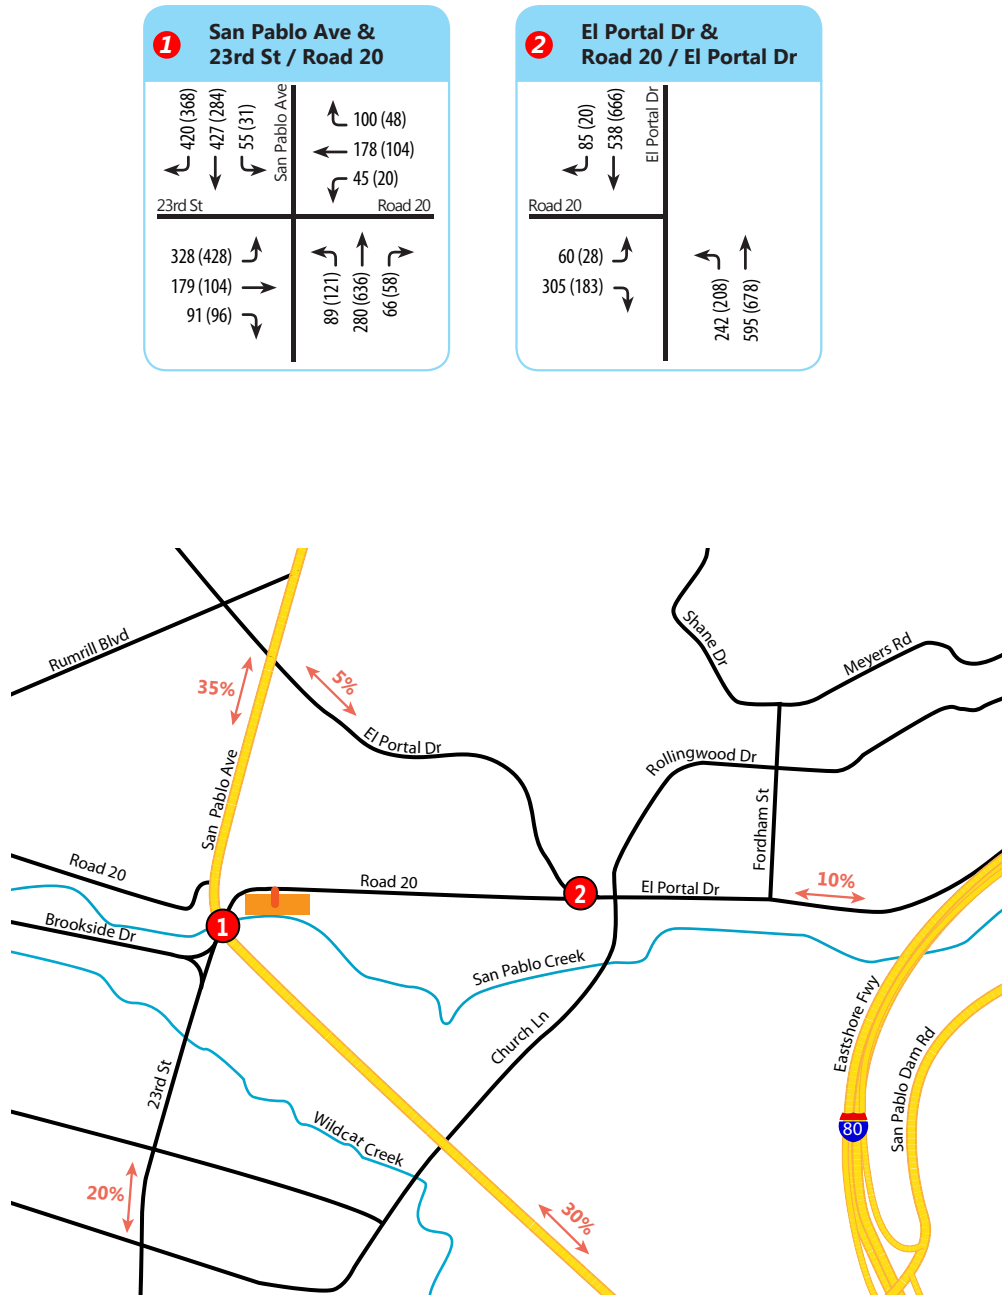 1
San Pablo Ave &
23rd St / Road 20
420 (368)
427 (284)
55 (31)
San Pablo Ave
100 (48)
178 (104)
45 (20)
23rd St
Road 20
328 (428)
179 (104)
91 (96)
89 (121)
280 (636)
66 (58)
2
El Portal Dr &
Road 20 / El Portal Dr
85 (20)
538 (666)
El Portal Dr
Road 20
60 (28)
305 (183)
242 (208)
595 (678)
Rumrill Blvd
35%
5%
San Pablo Ave
El Portal Dr
Shane Dr
Meyers Rd
Rollingwood Dr
Fordham St
Road 20
Road 20
2
El Portal Dr
10%
Brookside Dr
1
San Pablo Creek
Eastshore Fwy
Church Ln
San Pablo Dam Rd
23rd St
80
Wildcat Creek
20%
30%